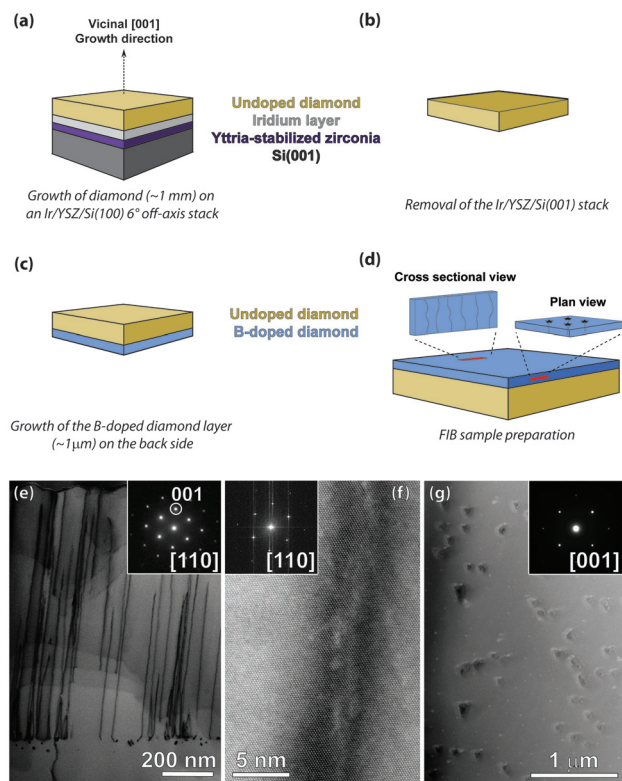 (a)
Vicinal [001]
Growth direction
Undoped diamond
Iridium layer
Yttria-stabilized zirconia
Si(001)
Growth of diamond (~1 mm) on
an Ir/YSZ/Si(100) 6° off-axis stack
(b)
Removal of the Ir/YSZ/Si(001) stack
(c)
Undoped diamond
B-doped diamond
Growth of the B-doped diamond layer
(~1μm) on the back side
(d)
Cross sectional view
Plan view
FIB sample preparation
(e)
001
[110]
200 nm
(f)
[110]
5 nm
(g)
[001]
1 μm